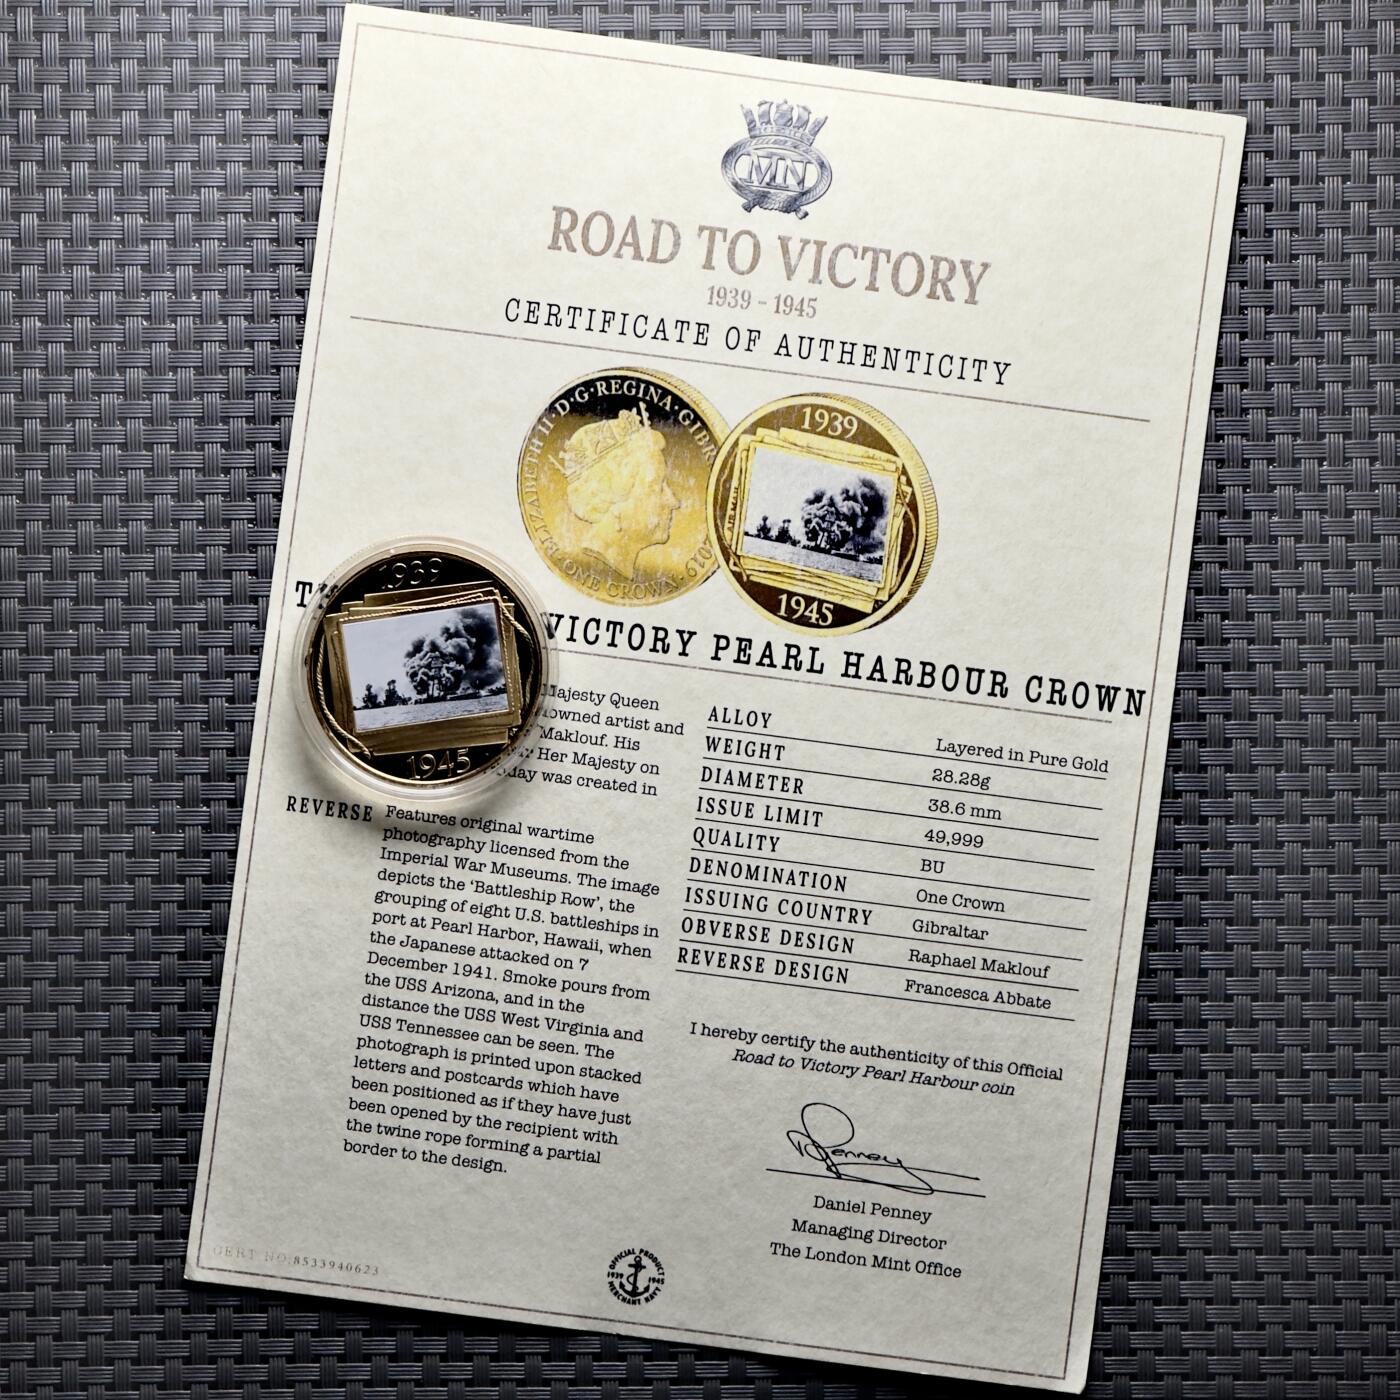 MN
ROAD TO VICTORY
1939 - 1945
CERTIFICATE OF AUTHENTICITY
ELIZABETH II · D·G·REGINA·GIBR
ONE CROWN · 2019
1939
AIR MAIL
1945
VICTORY PEARL HARBOUR CROWN
1939
1945
Majesty Queen
artist and
Maklouf. His
Her Majesty on
was created in
REVERSE Features original wartime
photography licensed from the
Imperial War Museums. The image
depicts the ‘Battleship Row’, the
grouping of eight U.S. battleships in
port at Pearl Harbor, Hawaii, when
the Japanese attacked on 7
December 1941. Smoke pours from
the USS Arizona, and in the
distance the USS West Virginia and
USS Tennessee can be seen. The
photograph is printed upon stacked
letters and postcards which have
been positioned as if they have just
been opened by the recipient with
the twine rope forming a partial
border to the design.
ALLOY Layered in Pure Gold
WEIGHT 28.28g
DIAMETER 38.6 mm
ISSUE LIMIT 49,999
QUALITY BU
DENOMINATION One Crown
ISSUING COUNTRY Gibraltar
OBVERSE DESIGN Raphael Maklouf
REVERSE DESIGN Francesca Abbate
I hereby certify the authenticity of this Official
Road to Victory Pearl Harbour coin
DPenney
Daniel Penney
Managing Director
The London Mint Office
CERT NO:8533940623
OFFICIAL PRODUCT
1939 1945
MERCHANT NAVY